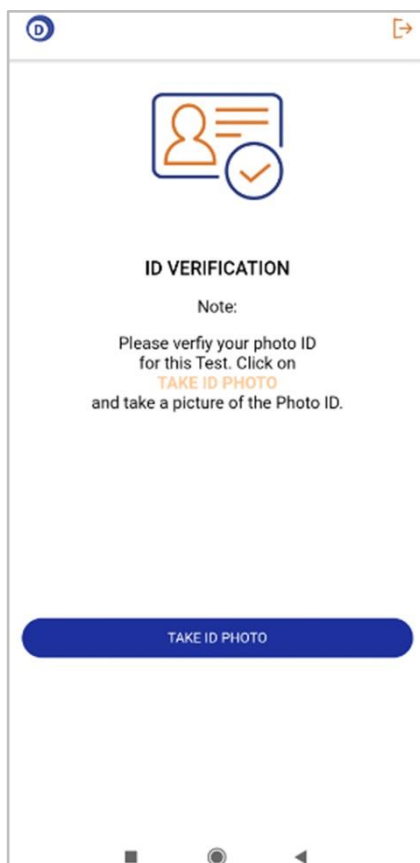 D
ID VERIFICATION
Note:
Please verfiy your photo ID
for this Test. Click on
TAKE ID PHOTO
and take a picture of the Photo ID.
TAKE ID PHOTO